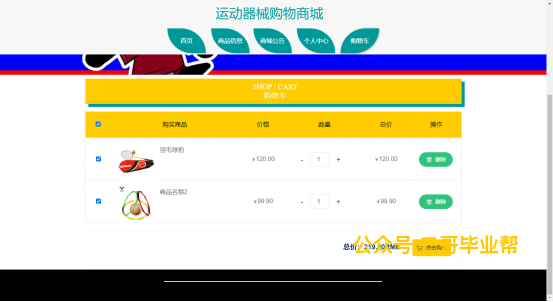 运动器械购物商城
首页 商品信息 商城公告 个人中心 购物车
SHOP / CART
购物车
购买商品 价格 数量 总价 操作
羽毛球拍 ¥120.00 - 1 + ¥120.00 删除
商品名称2 ¥99.90 - 1 + ¥99.90 删除
总价: 219.90RMB 点击购买
公众号:二哥毕业帮